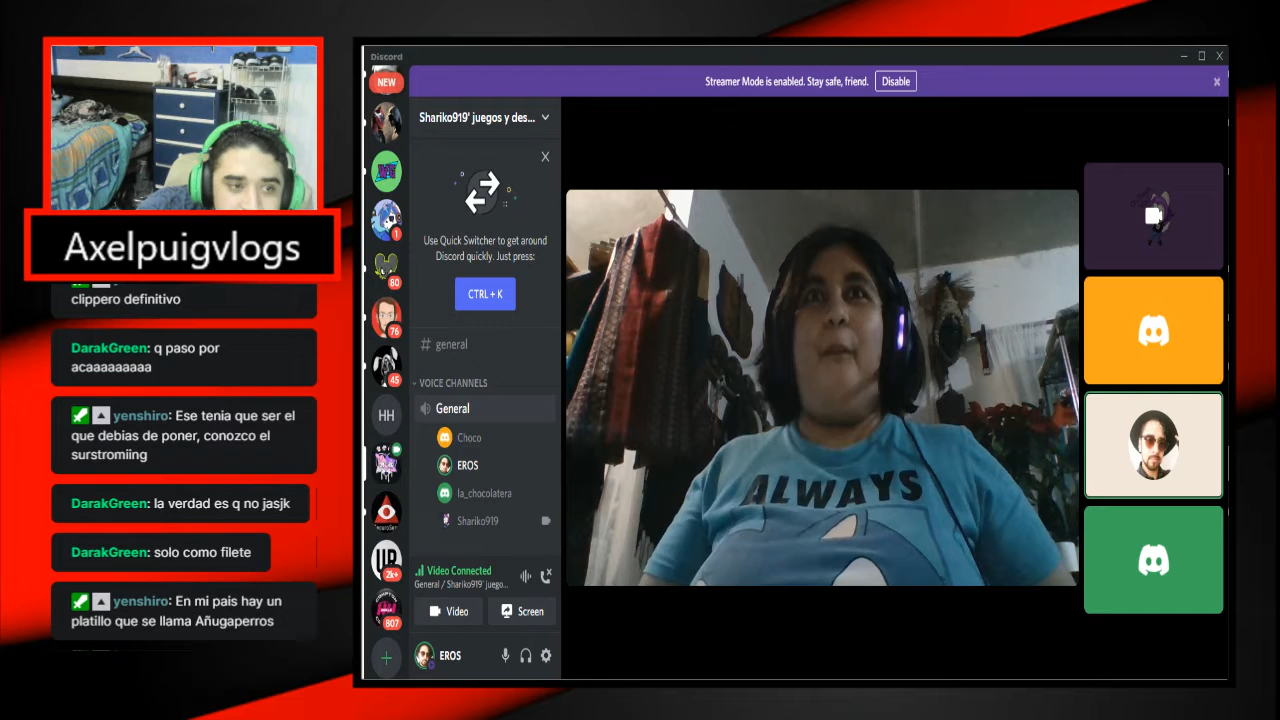 Axelpuigvlogs
clippero definitivo
DarakGreen: q paso por
acaaaaaaaa
yenshiro: Ese tenia que ser el
que debias de poner, conozco el
surstromiing
DarakGreen: la verdad es q no jasjk
DarakGreen: solo como filete
yenshiro: En mi pais hay un
platillo que se llama Añugaperros
Discord
Streamer Mode is enabled. Stay safe, friend. Disable
NEW
1
80
76
45
HH
2k+
807
Sharik​o919' juegos y des...
Use Quick Switcher to get around
Discord quickly. Just press:
CTRL + K
# general
VOICE CHANNELS
General
Choco
EROS
la_chocolatera
Shariko919
Video Connected
General / Shariko919' juego...
Video Screen
EROS
ALWAYS